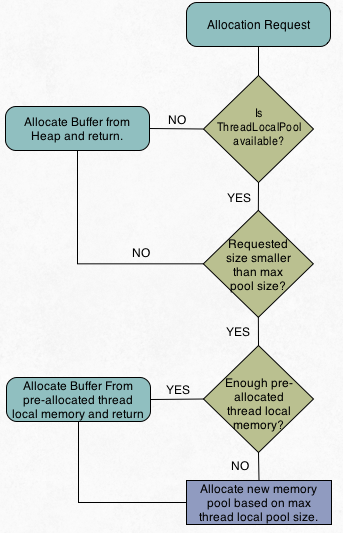 Allocation Request
Is
ThreadLocalPool
available?
NO
Allocate Buffer from
Heap and return.
YES
Requested
size smaller
than max
pool size?
NO
YES
Enough pre-
allocated
thread local
memory?
YES
Allocate Buffer From
pre-allocated thread
local memory and return
NO
Allocate new memory
pool based on max
thread local pool size.